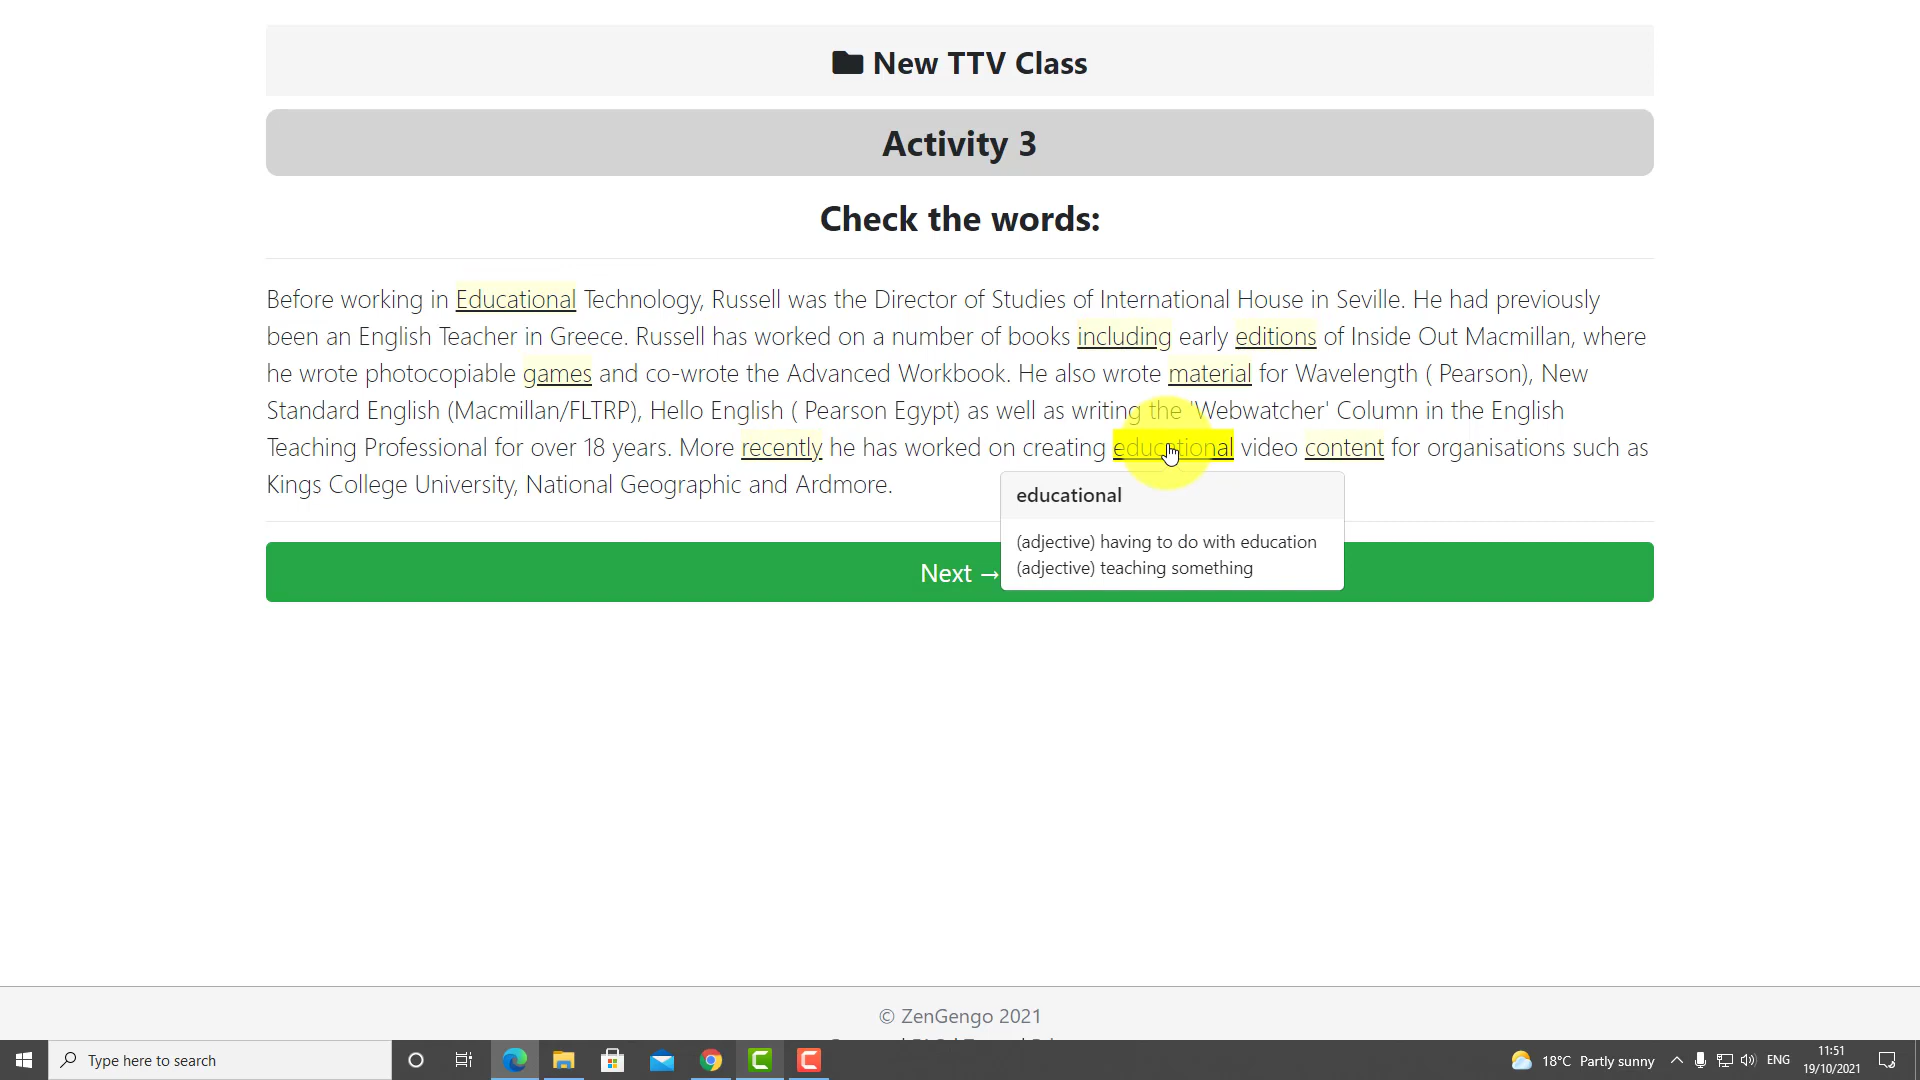 New TTV Class
Activity 3
Check the words:
Before working in Educational Technology, Russell was the Director of Studies of International House in Seville. He had previously
been an English Teacher in Greece. Russell has worked on a number of books including early editions of Inside Out Macmillan, where
he wrote photocopiable games and co-wrote the Advanced Workbook. He also wrote material for Wavelength ( Pearson), New
Standard English (Macmillan/FLTRP), Hello English ( Pearson Egypt) as well as writing the 'Webwatcher' Column in the English
Teaching Professional for over 18 years. More recently he has worked on creating educational video content for organisations such as
Kings College University, National Geographic and Ardmore.
educational
(adjective) having to do with education
(adjective) teaching something
Next →
© ZenGengo 2021
Type here to search
18°C Partly sunny
ENG
11:51
19/10/2021